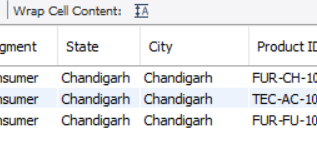 Wrap Cell Content: IA
gment State City Product ID
nsumer Chandigarh Chandigarh FUR-CH-10
nsumer Chandigarh Chandigarh TEC-AC-10
nsumer Chandigarh Chandigarh FUR-FU-10